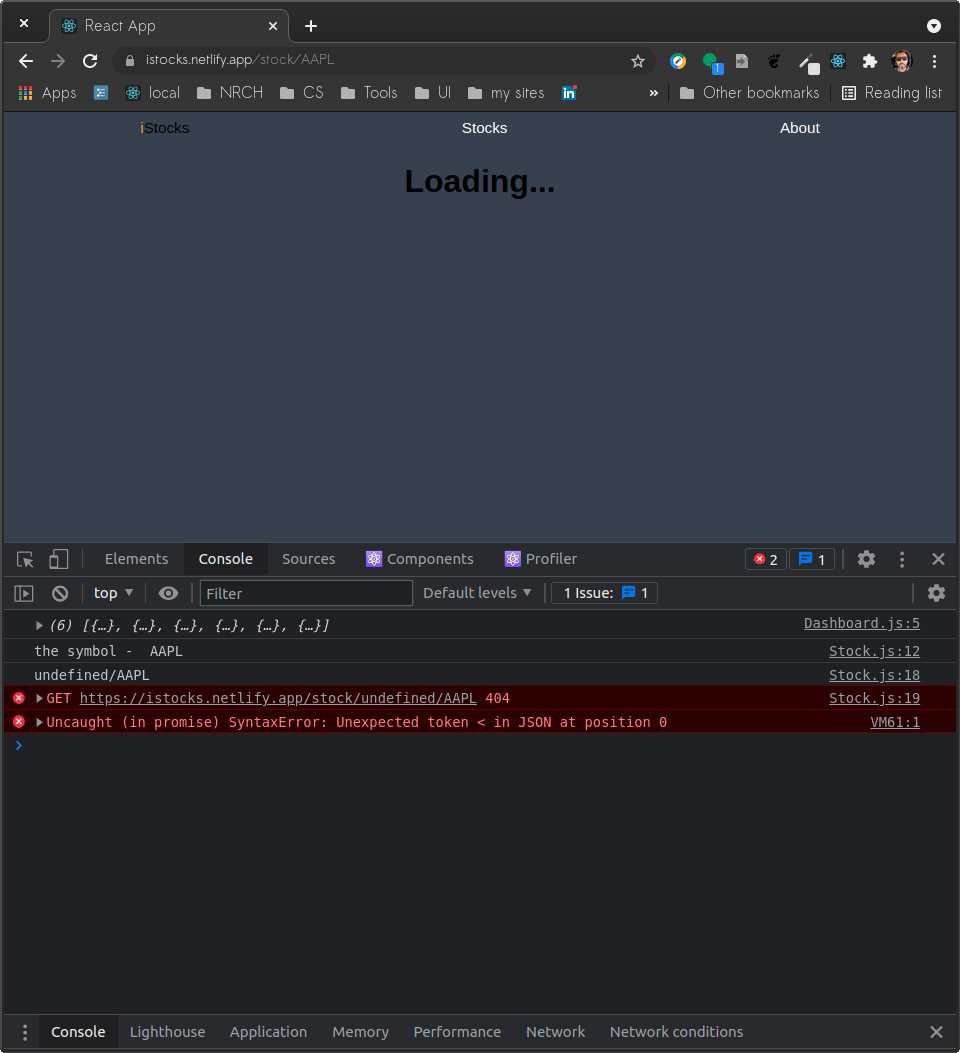 React App
istocks.netlify.app/stock/AAPL
1
Apps local NRCH CS Tools UI my sites in » Other bookmarks Reading list
iStocks Stocks About
Loading...
Elements Console Sources Components Profiler 2 1
top Filter Default levels 1 Issue: 1
(6) [{…}, {…}, {…}, {…}, {…}, {…}] Dashboard.js:5
the symbol - AAPL Stock.js:12
undefined/AAPL Stock.js:18
GET https://istocks.netlify.app/stock/undefined/AAPL 404 Stock.js:19
Uncaught (in promise) SyntaxError: Unexpected token < in JSON at position 0 VM61:1
Console Lighthouse Application Memory Performance Network Network conditions